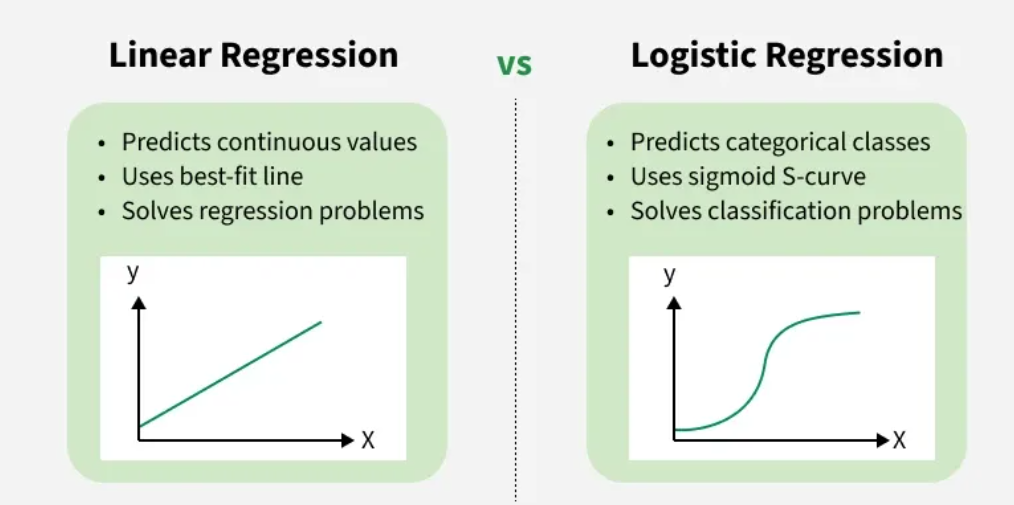 Linear Regression
vs
Logistic Regression
• Predicts continuous values
• Uses best-fit line
• Solves regression problems
y
X
• Predicts categorical classes
• Uses sigmoid S-curve
• Solves classification problems
y
X